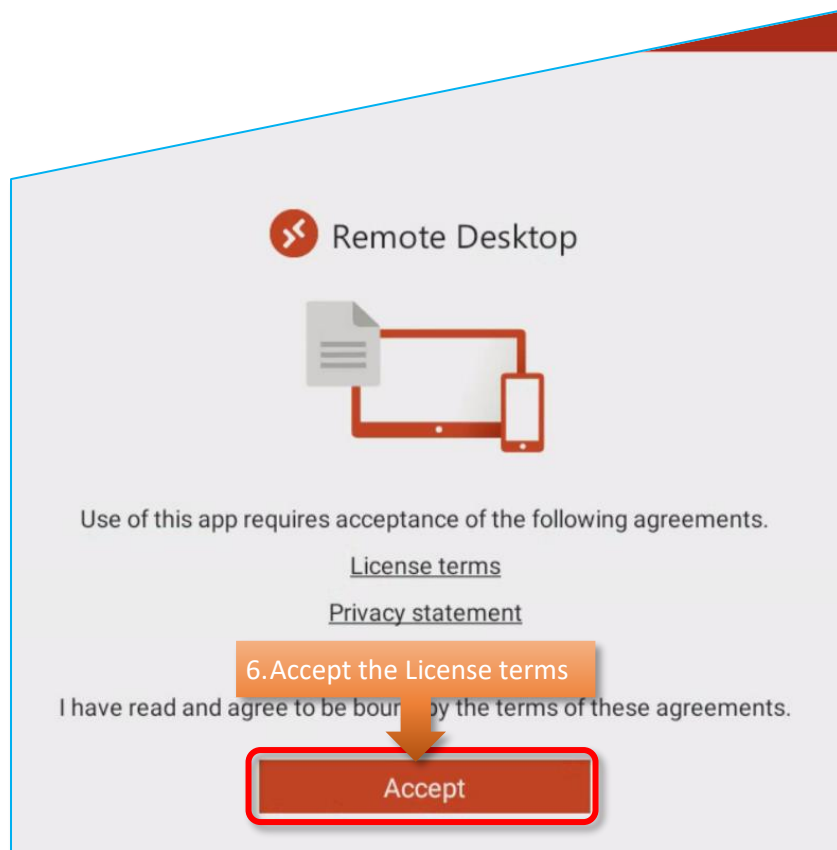 Remote Desktop
Use of this app requires acceptance of the following agreements.
License terms
Privacy statement
6.Accept the License terms
I have read and agree to be boun by the terms of these agreements.
Accept